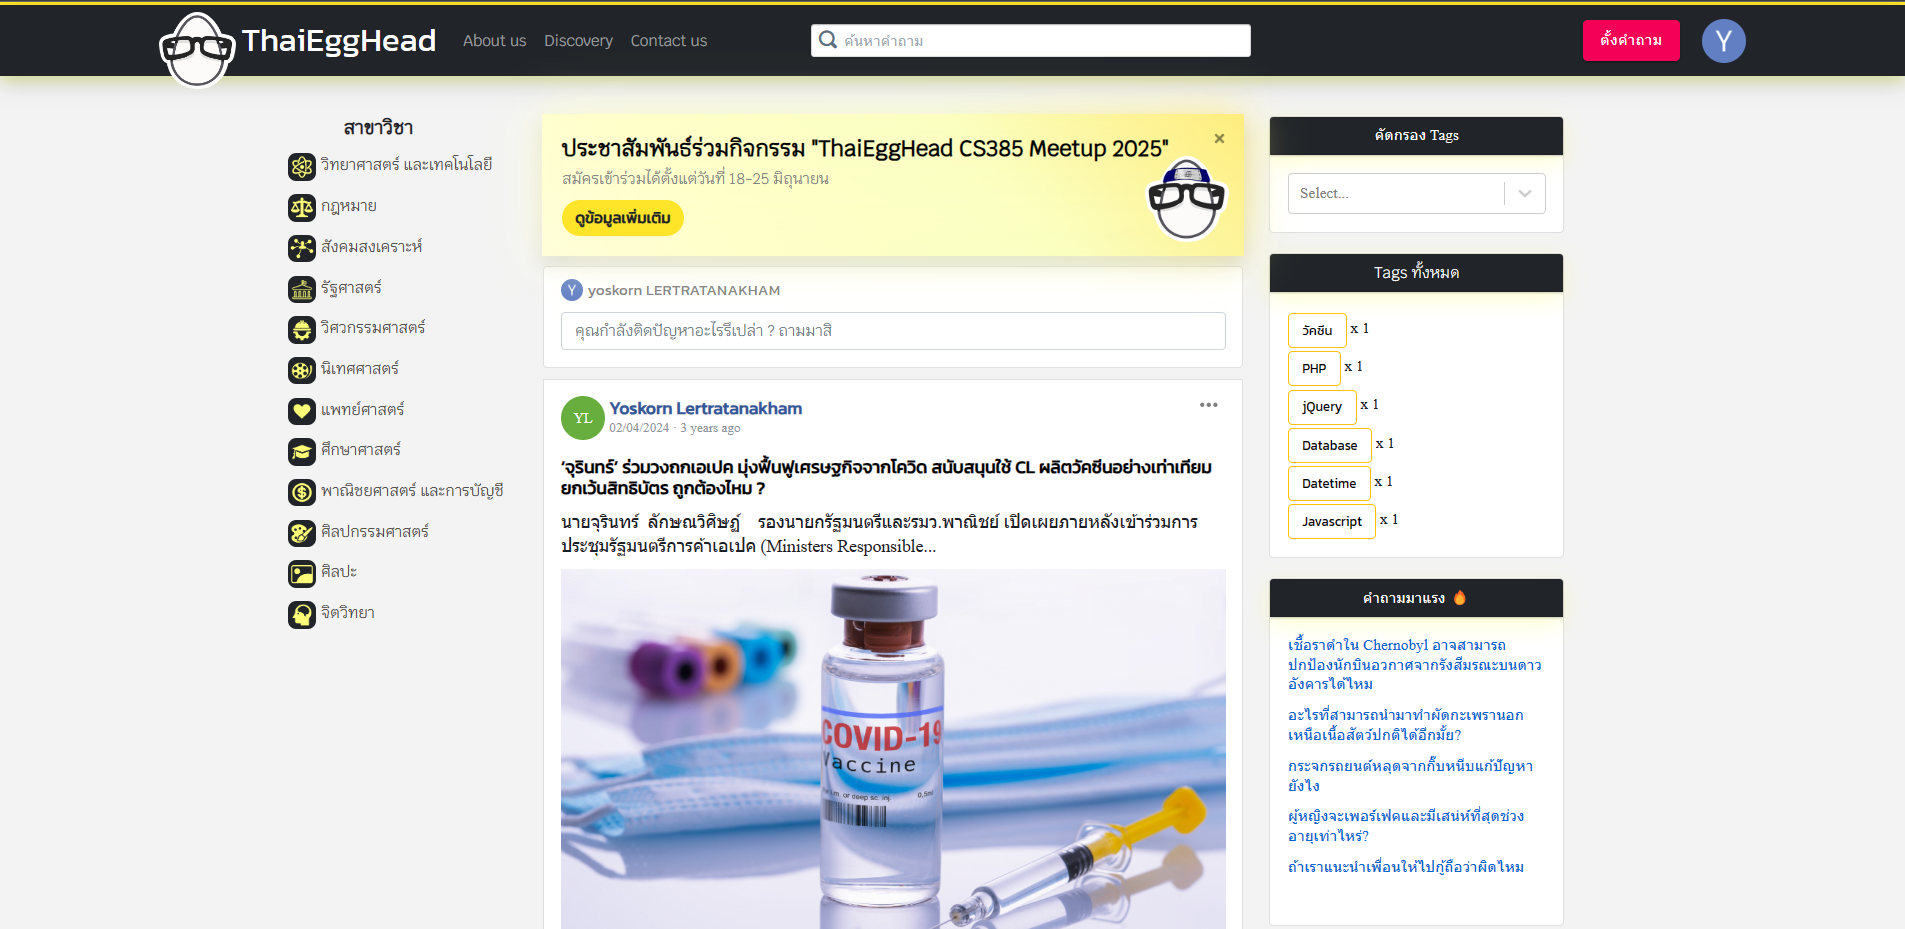 ThaiEggHead
About us
Discovery
Contact us
ค้นหาคำถาม
ตั้งคำถาม
Y
สาขาวิชา
วิทยาศาสตร์ และเทคโนโลยี
กฎหมาย
สังคมสงเคราะห์
รัฐศาสตร์
วิศวกรรมศาสตร์
นิเทศศาสตร์
แพทย์ศาสตร์
ศึกษาศาสตร์
พาณิชยศาสตร์ และการบัญชี
ศิลปกรรมศาสตร์
ศิลปะ
จิตวิทยา
ประชาสัมพันธ์ร่วมกิจกรรม "ThaiEggHead CS385 Meetup 2025"
×
สมัครเข้าร่วมได้ตั้งแต่วันที่ 18-25 มิถุนายน
ดูข้อมูลเพิ่มเติม
Y yoskorn LERTRATANAKHAM
คุณกำลังติดปัญหาอะไรรึเปล่า ? ถามมาสิ
YL
Yoskorn Lertratanakham
02/04/2024 · 3 years ago
‘จุรินทร์’ ร่วมวงถกเอเปค มุ่งฟื้นฟูเศรษฐกิจจากโควิด สนับสนุนใช้ CL ผลิตวัคซีนอย่างเท่าเทียม
ยกเว้นสิทธิบัตร ถูกต้องไหม ?
นายจุรินทร์ ลักษณวิศิษฏ์ รองนายกรัฐมนตรีและรมว.พาณิชย์ เปิดเผยภายหลังเข้าร่วมการ
ประชุมรัฐมนตรีการค้าเอเปค (Ministers Responsible...
COVID-19
Vaccine
or deep sc. inj.
0,5ml
คัดกรอง Tags
Select...
Tags ทั้งหมด
วัคซีน x 1
PHP x 1
jQuery x 1
Database x 1
Datetime x 1
Javascript x 1
คำถามมาแรง 🔥
เชื้อราดำใน Chernobyl อาจสามารถ
ปกป้องนักบินอวกาศจากรังสีมรณะบนดาว
อังคารได้ไหม
อะไรที่สามารถนำมาทำผัดกะเพรานอก
เหนือเนื้อสัตว์ปกติได้อีกมั้ย?
กระจกรถยนต์หลุดจากกิ๊บหนีบแก้ปัญหา
ยังไง
ผู้หญิงจะเพอร์เฟคและมีเสน่ห์ที่สุดช่วง
อายุเท่าไหร่?
ถ้าเราแนะนำเพื่อนให้ไปกู้ถือว่าผิดไหม